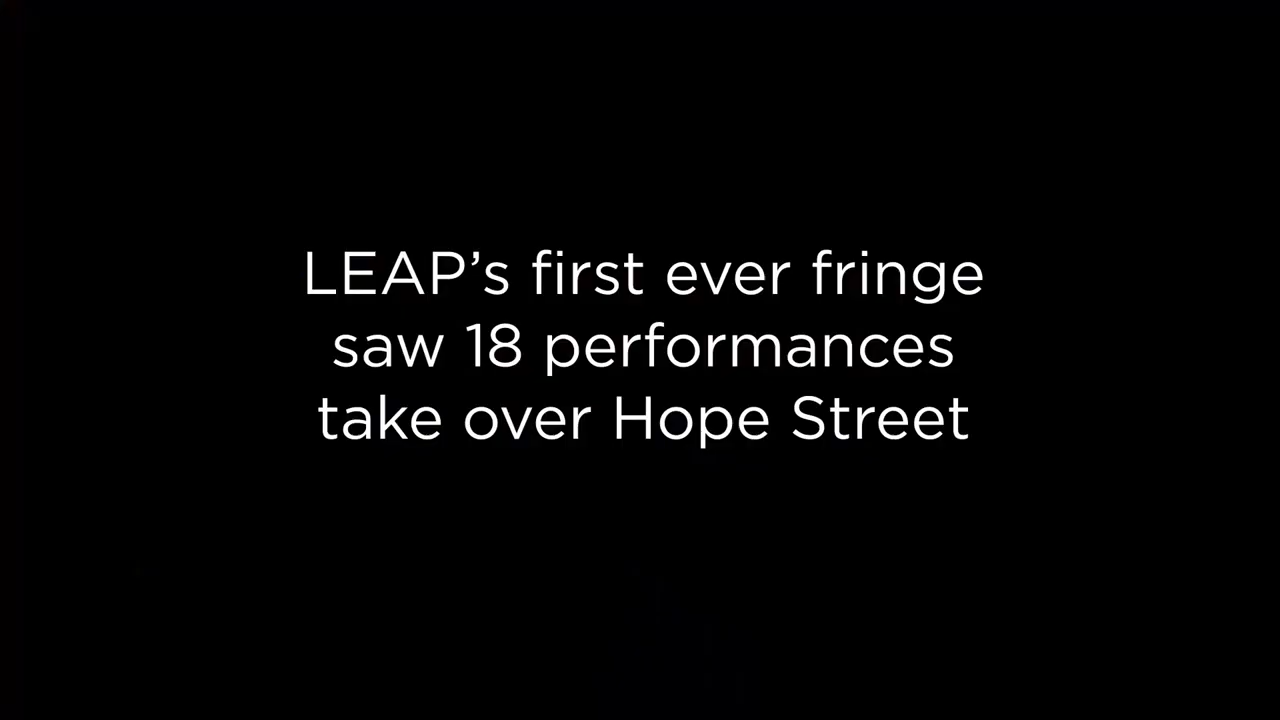 LEAP’s first ever fringe
saw 18 performances
take over Hope Street